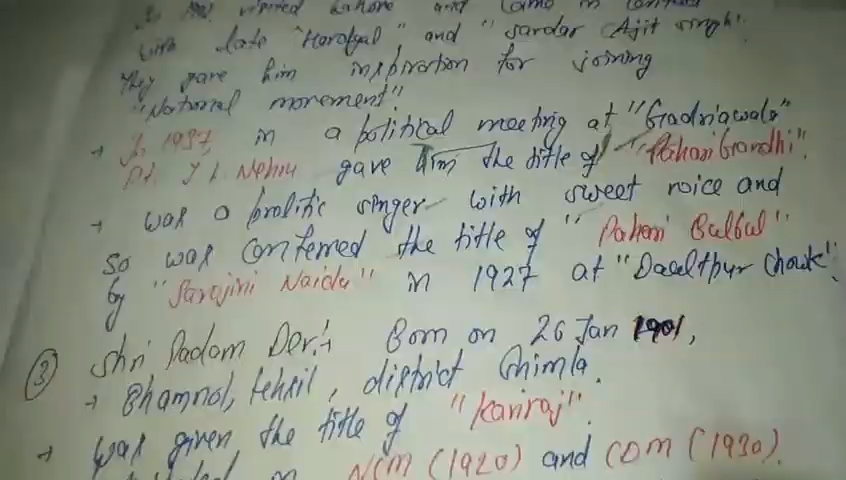 visited Lahore and came in contact
with late "Hardyal" and "Sardar Ajit singh".
They gave him inspiration for joining
"National movement".
→ In 1937, in a political meeting at "Gadriawala"
Pt. J. L. Nehru gave him the title of "Pahari Gandhi".
→ was a prolific singer with sweet voice and
so was conferred the title of "Pahari Bulbul"
by "Sarojini Naidu" in 1927 at "Daultpur Chowk".
③ Shri Padam Dev:- Born on 26 Jan 1901,
→ Bhamnol, tehsil, district Shimla.
→ was given the title of "Kaviraj".
in NCM (1920) and CDM (1930).